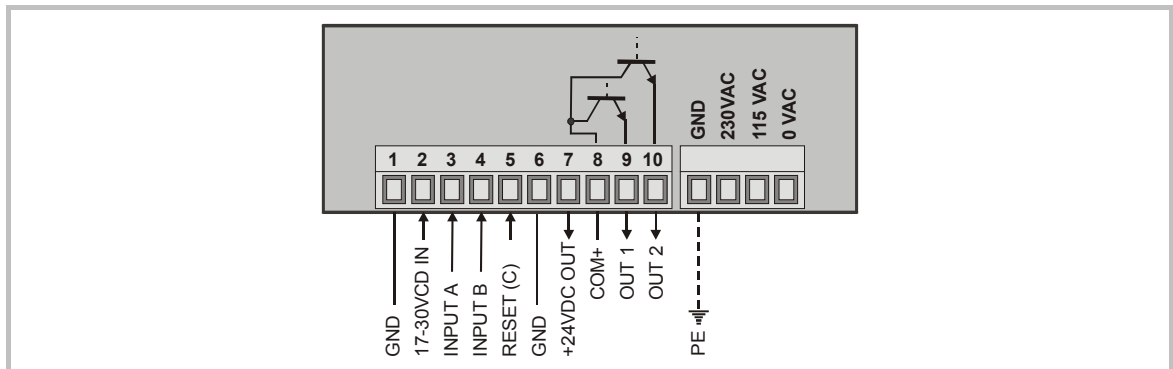 GND
230VAC
115 VAC
0 VAC
1 2 3 4 5 6 7 8 9 10
GND
17-30VCD IN
INPUT A
INPUT B
RESET (C)
GND
+24VDC OUT
COM+
OUT 1
OUT 2
PE